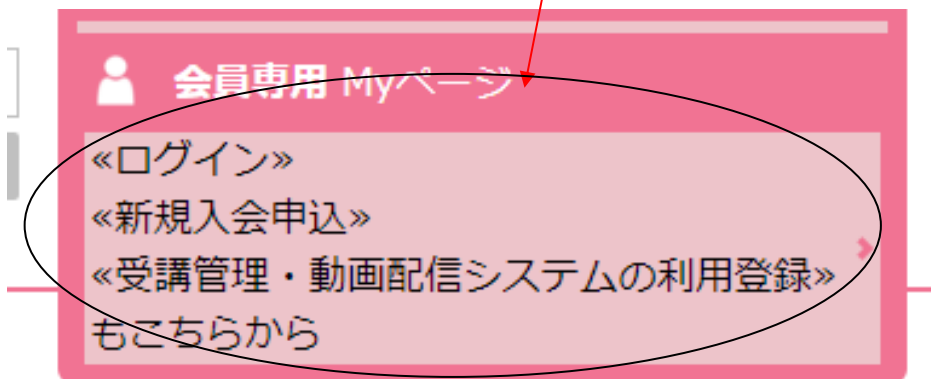 会員専用 Myページ
«ログイン»
«新規入会申込»
«受講管理・動画配信システムの利用登録»
もこちらから